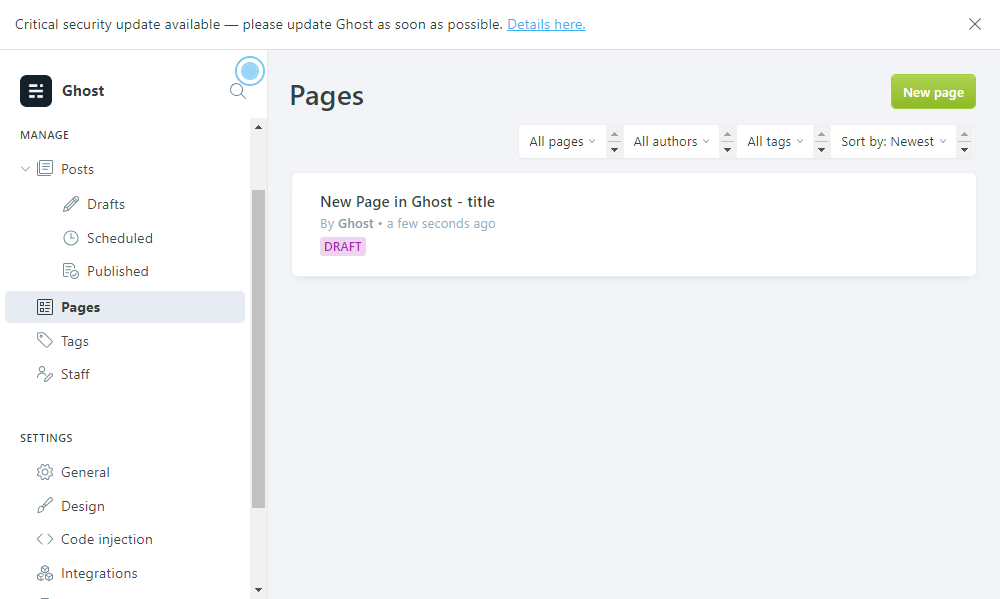 Critical security update available — please update Ghost as soon as possible. Details here.
Ghost
MANAGE
Posts
Drafts
Scheduled
Published
Pages
Tags
Staff
SETTINGS
General
Design
Code injection
Integrations
Pages
New page
All pages
All authors
All tags
Sort by: Newest
New Page in Ghost - title
By Ghost • a few seconds ago
DRAFT